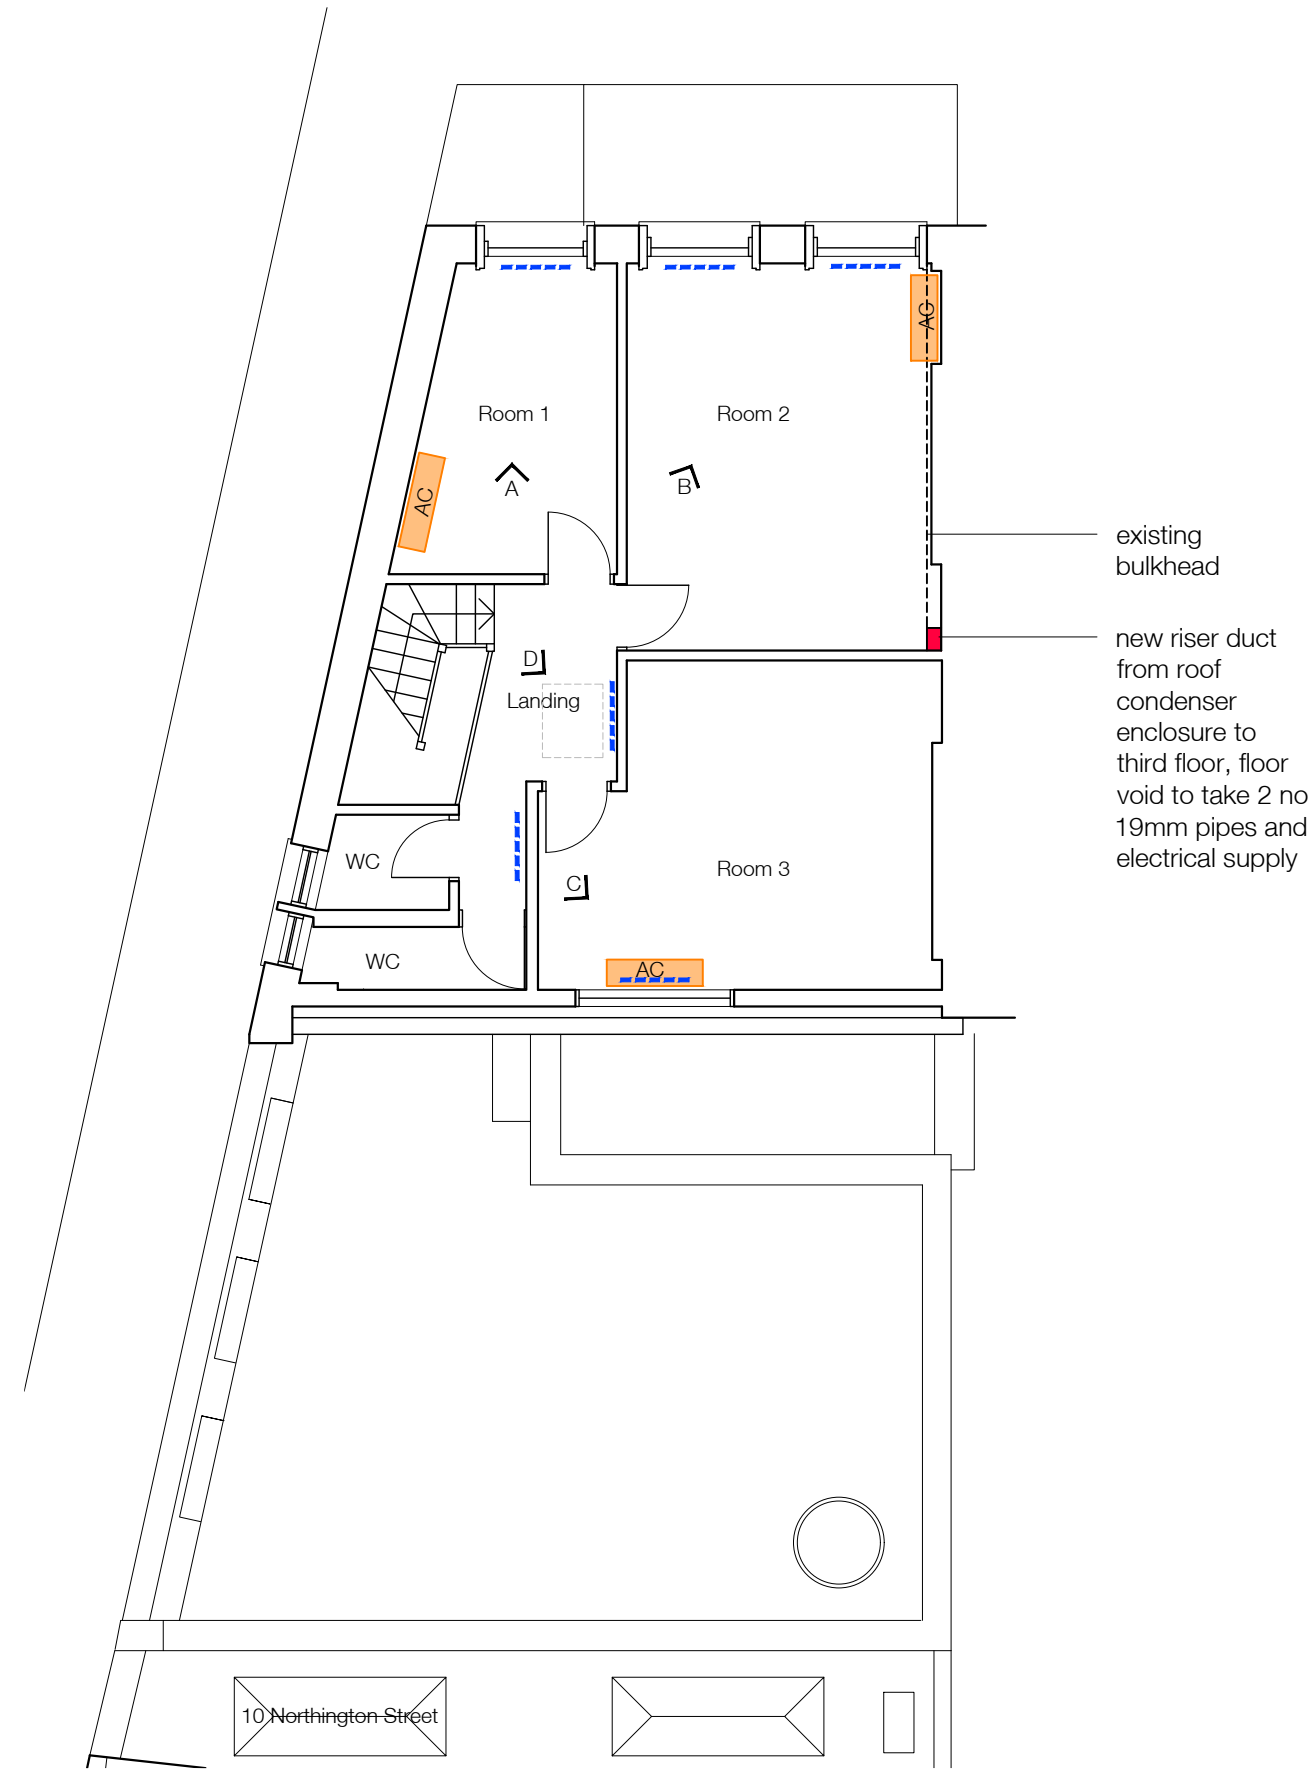 AC
Room 1
Room 2
AC
A
B
existing
bulkhead
new riser duct
from roof
condenser
enclosure to
third floor, floor
void to take 2 no
19mm pipes and
electrical supply
D
Landing
WC
Room 3
C
WC
AC
10 Northington Street